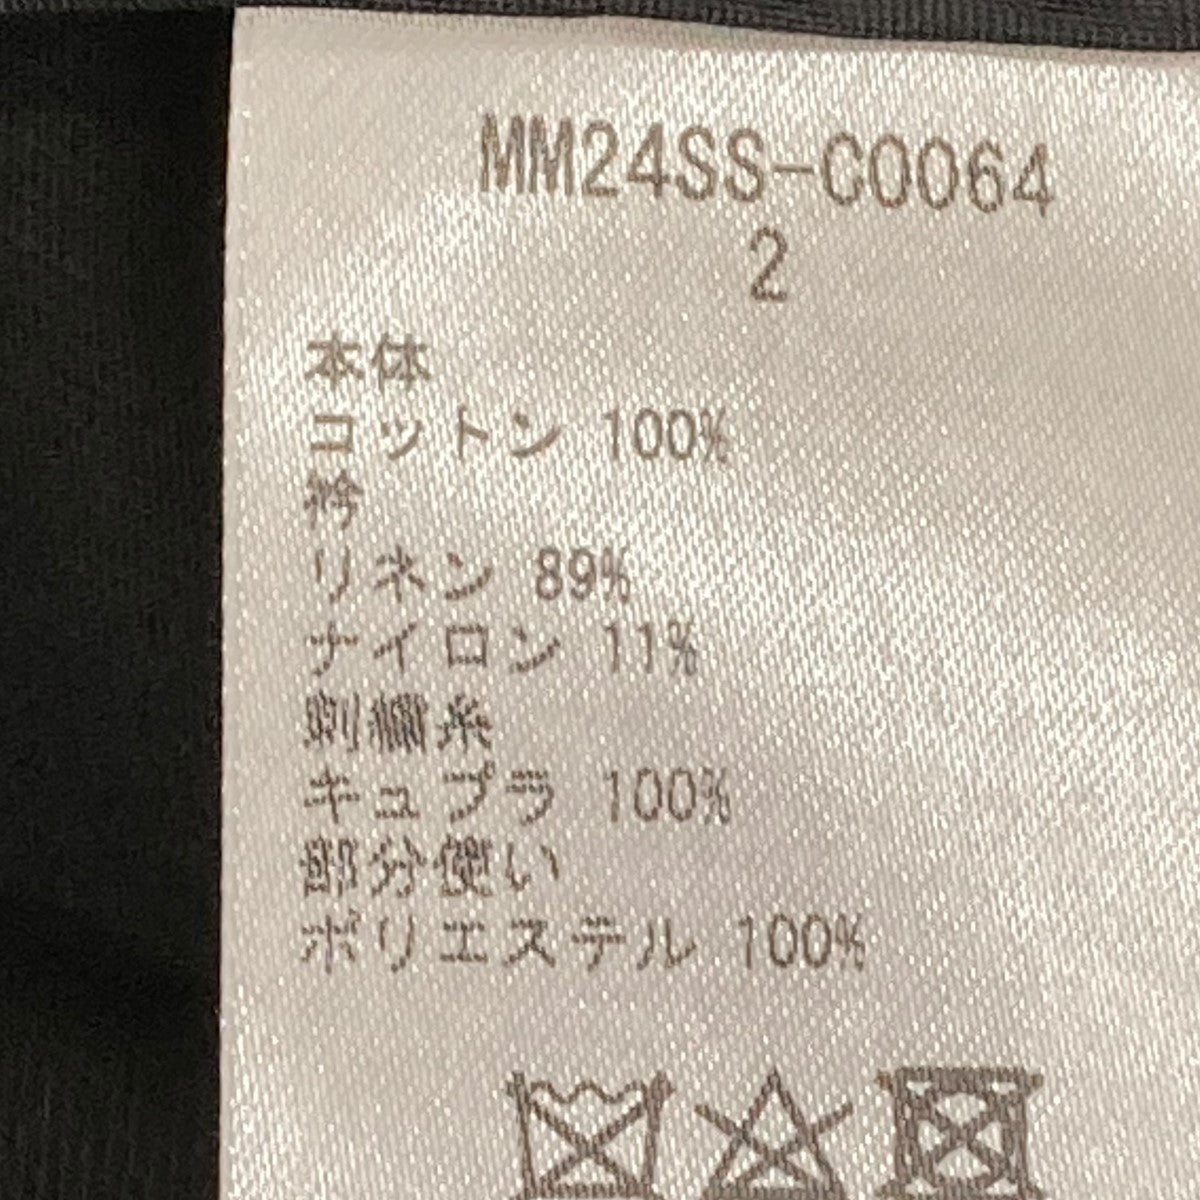 MM24SS-C0064
2
本体
コットン 100%
衿
リネン 89%
ナイロン 11%
刺繍糸
キュプラ 100%
部分使い
ポリエステル 100%